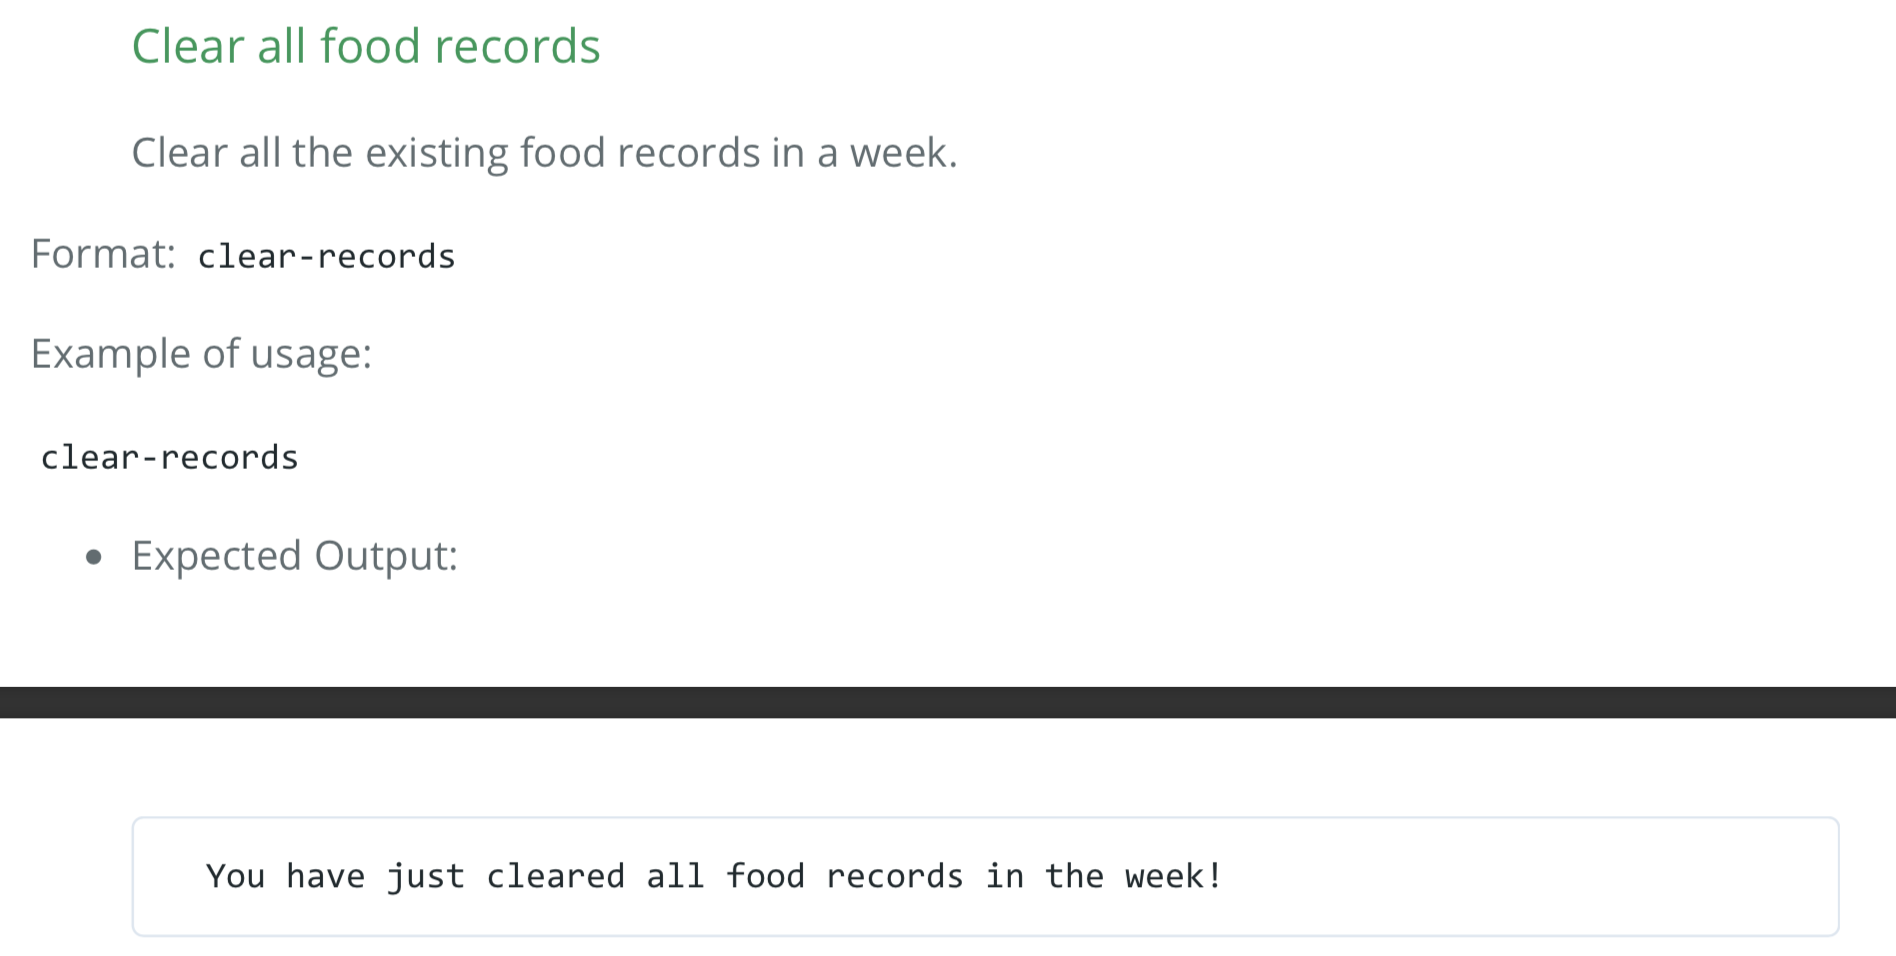 Clear all food records
Clear all the existing food records in a week.
Format: clear-records
Example of usage:
clear-records
• Expected Output:
You have just cleared all food records in the week!